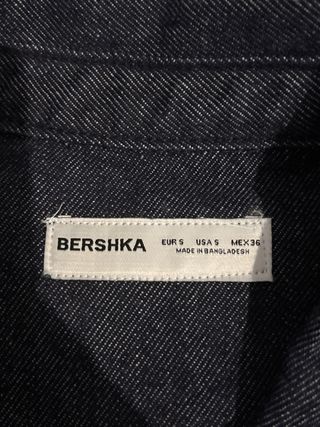 BERSHKA EUR S USA S MEX 36
MADE IN BANGLADESH